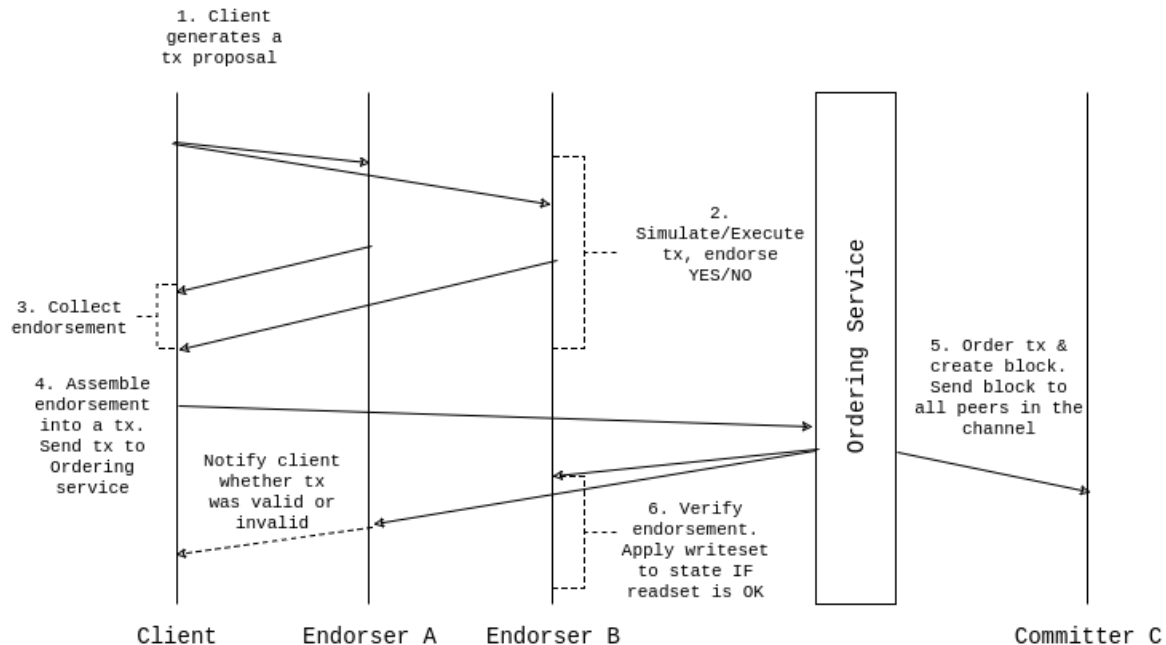 1. Client
generates a
tx proposal
2.
Simulate/Execute
tx, endorse
YES/NO
3. Collect
endorsement
4. Assemble
endorsement
into a tx.
Send tx to
Ordering
service
Notify client
whether tx
was valid or
invalid
Ordering Service
5. Order tx &
create block.
Send block to
all peers in the
channel
6. Verify
endorsement.
Apply writeset
to state IF
readset is OK
Client
Endorser A
Endorser B
Committer C